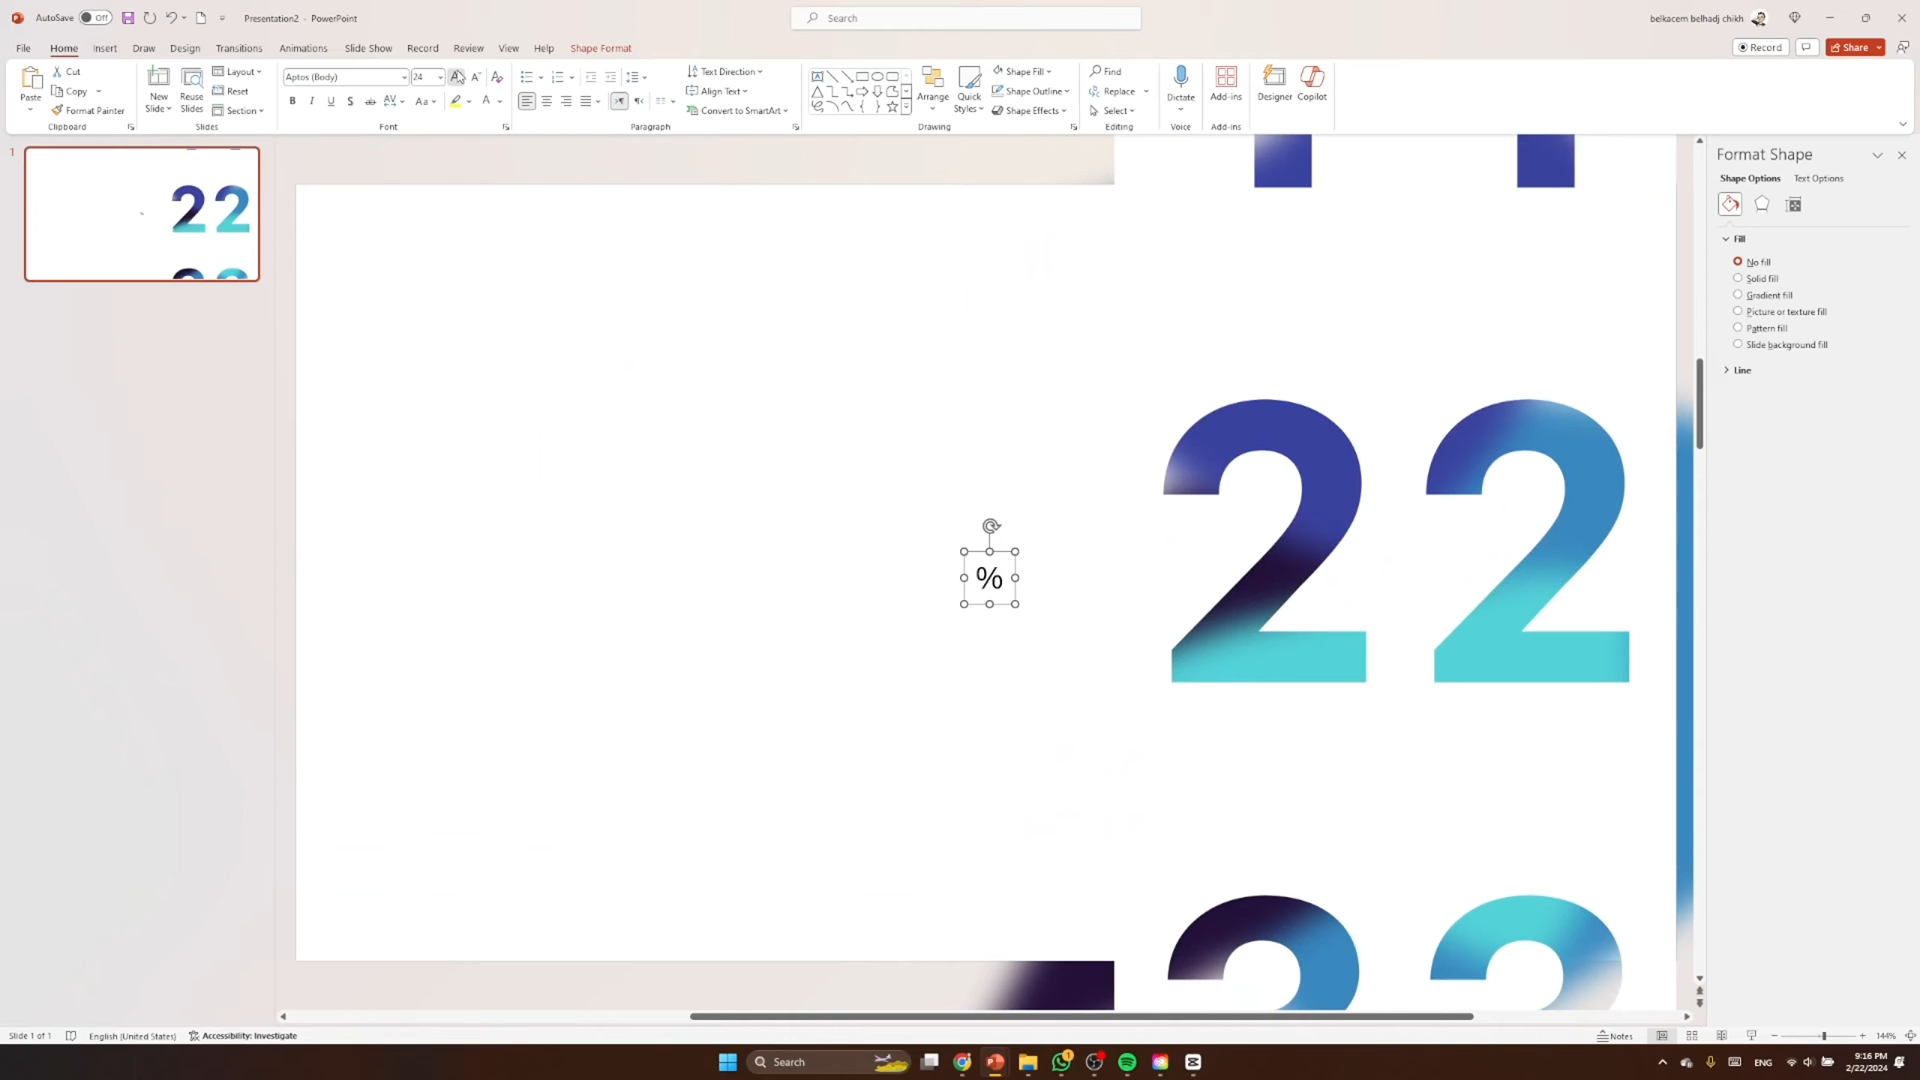 AutoSave Off Presentation2 - PowerPoint Search belkacem belhadj chikh
File Home Insert Draw Design Transitions Animations Slide Show Record Review View Help Shape Format Record Share
Paste Cut Copy Format Painter Clipboard
New Slide Reuse Slides Layout Reset Section Slides
Aptos (Body) 24 Font
B I U S ab AV Aa A
Paragraph
Text Direction Align Text Convert to SmartArt
Arrange Quick Styles Shape Fill Shape Outline Shape Effects Drawing
Find Replace Select Editing
Dictate Voice
Add-ins Add-ins
Designer Copilot
1
22
%
22
Format Shape
Shape Options Text Options
Fill
No fill
Solid fill
Gradient fill
Picture or texture fill
Pattern fill
Slide background fill
Line
Slide 1 of 1 English (United States) Accessibility: Investigate Notes 144%
Search 1 ENG 9:16 PM
2/22/2024